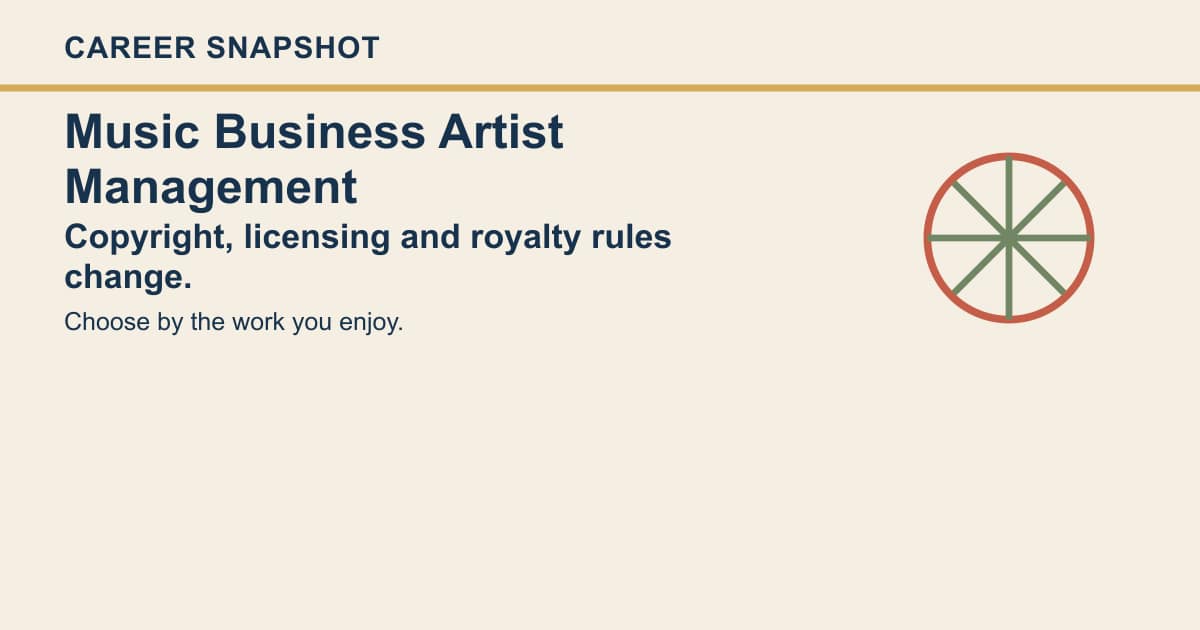 CAREER SNAPSHOT
Music Business Artist
Management
Copyright, licensing and royalty rules
change.
Choose by the work you enjoy.